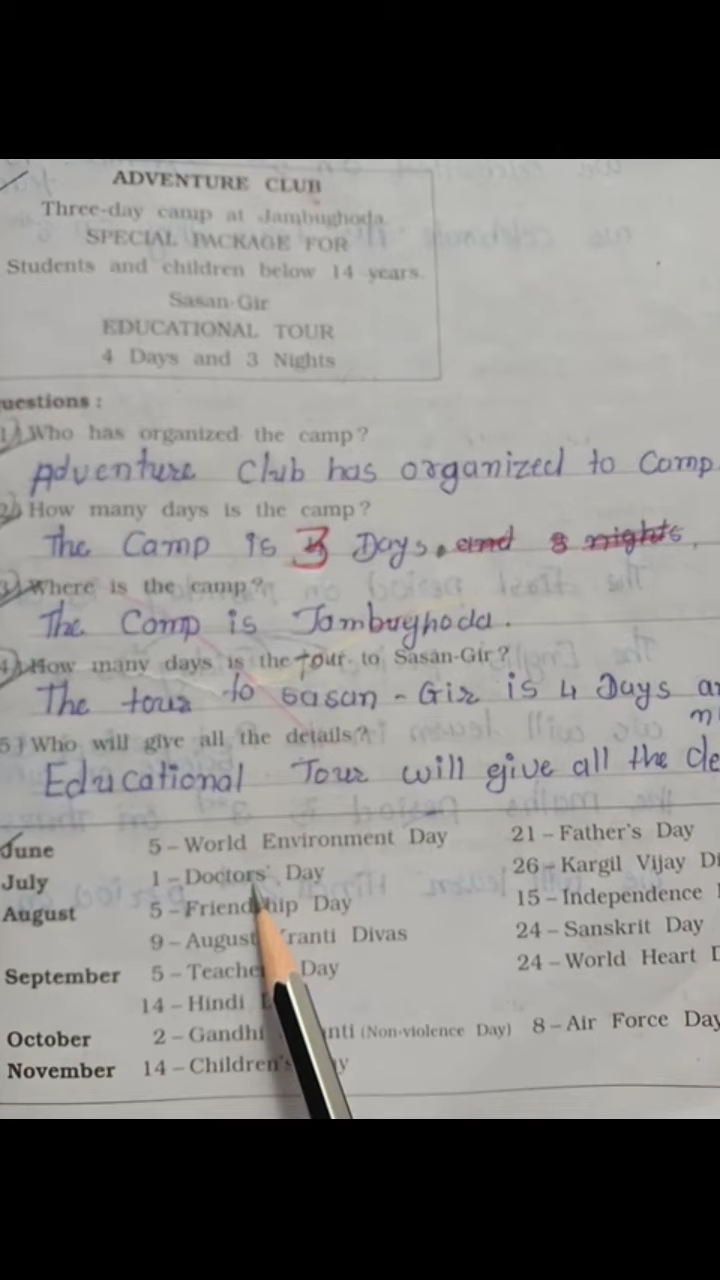 ADVENTURE CLUB
Three-day camp at Jambughoda.
SPECIAL PACKAGE FOR
Students and children below 14 years.
Sasan-Gir
EDUCATIONAL TOUR
4 Days and 3 Nights
uestions :
1) Who has organized the camp?
Adventure Club has organized to Camp
2) How many days is the camp?
The Camp is 3 Days. and 8 nights.
3) Where is the camp?
The Comp is Jambughoda.
4) How many days is the tour to Sasan-Gir?
The tour to sasan - Gir is 4 Days
5) Who will give all the details?
Educational Tour will give all the
June 5 – World Environment Day 21 – Father's Day
July 1 – Doctors' Day 26 – Kargil Vijay
August 5 – Friendship Day 15 – Independence
9 – August Kranti Divas 24 – Sanskrit Day
September 5 – Teache Day 24 – World Heart
14 – Hindi
October 2 – Gandhi nti (Non-violence Day) 8 – Air Force Day
November 14 – Children's